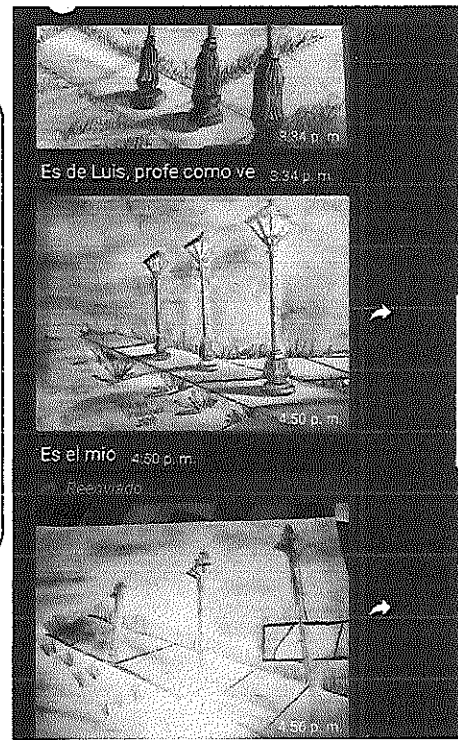 3:34 p. m.
Es de Luis, profe como ve 3:34 p. m.
4:50 p. m.
Es el mio 4:50 p. m.
Reenviado
4:56 p. m.